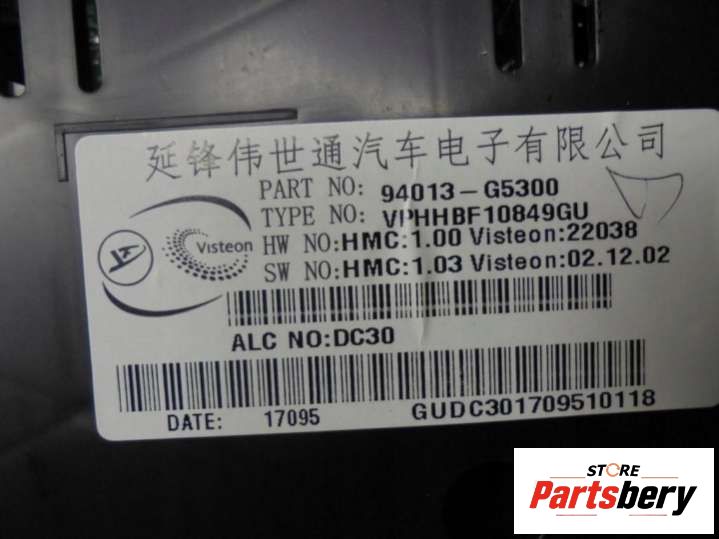 延锋伟世通汽车电子有限公司
PART NO: 94013-G5300
TYPE NO: VPHHBF10849GU
Visteon
HW NO:HMC:1.00 Visteon:22038
SW NO:HMC:1.03 Visteon:02.12.02
ALC NO:DC30
DATE: 17095 GUDC301709510118
STORE
Partsbery